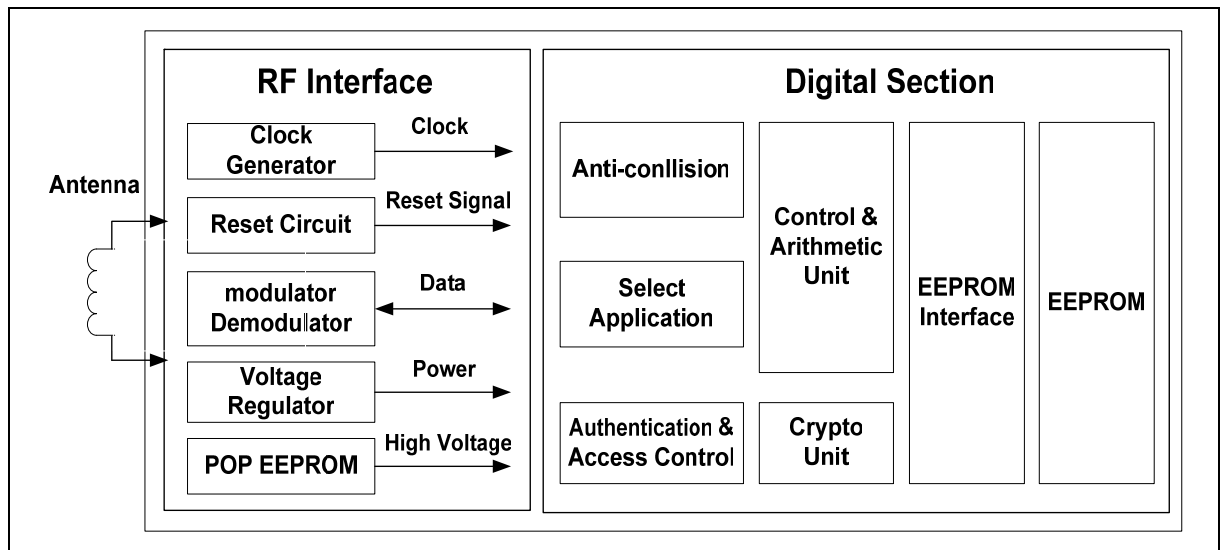 RF Interface
Digital Section
Antenna
Clock
Generator
Clock
Reset Circuit
Reset Signal
modulator
Demodulator
Data
Voltage
Regulator
Power
POP EEPROM
High Voltage
Anti-conllision
Select
Application
Authentication &
Access Control
Control &
Arithmetic
Unit
Crypto
Unit
EEPROM
Interface
EEPROM